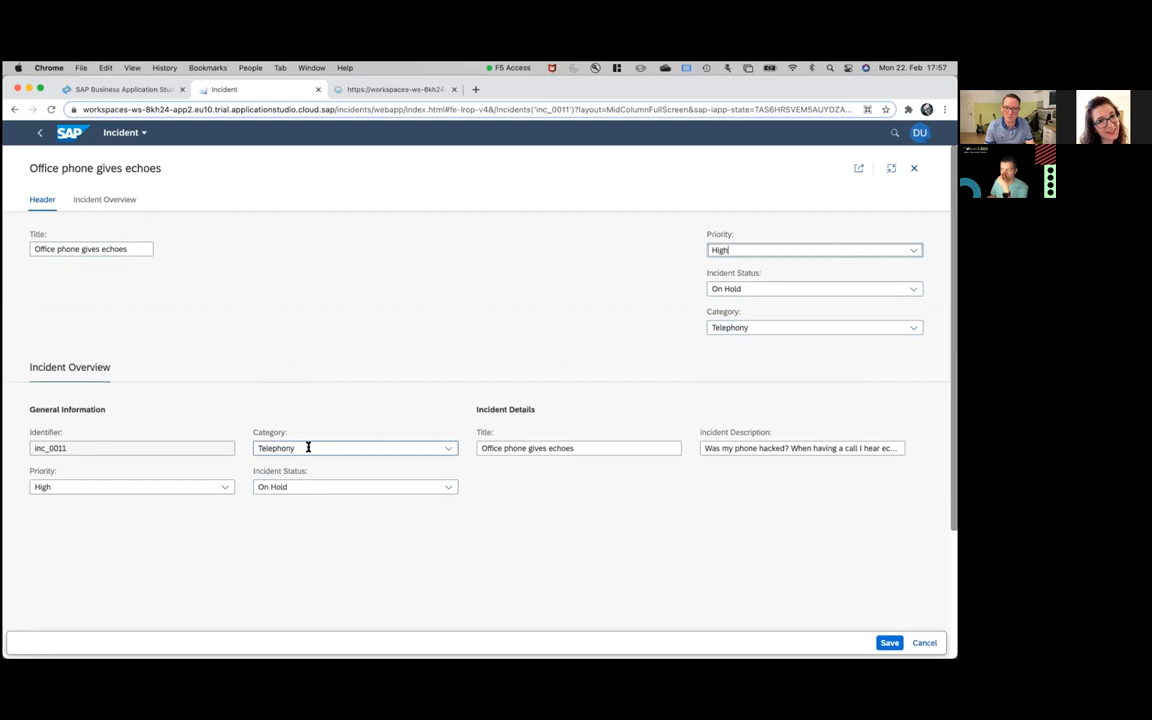 Chrome File Edit View History Bookmarks People Tab Window Help F5 Access Mon 22. Feb 17:57
SAP Business Application Stu Incident https://workspaces-ws-8kh24
workspaces-ws-8kh24-app2.eu10.trial.applicationstudio.cloud.sap/incidents/webapp/index.html#fe-lrop-v4&/Incidents('inc_0011')?layout=MidColumnFullScreen&sap-iapp-state=TAS6HRSVEM5AUYDZA...
SAP Incident DU
Office phone gives echoes
Header Incident Overview
Title: Priority:
Office phone gives echoes High
Incident Status:
On Hold
Category:
Telephony
Incident Overview
General Information Incident Details
Identifier: Category: Title: Incident Description:
inc_0011 Telephony Office phone gives echoes Was my phone hacked? When having a call I hear ec...
Priority: Incident Status:
High On Hold
Save Cancel